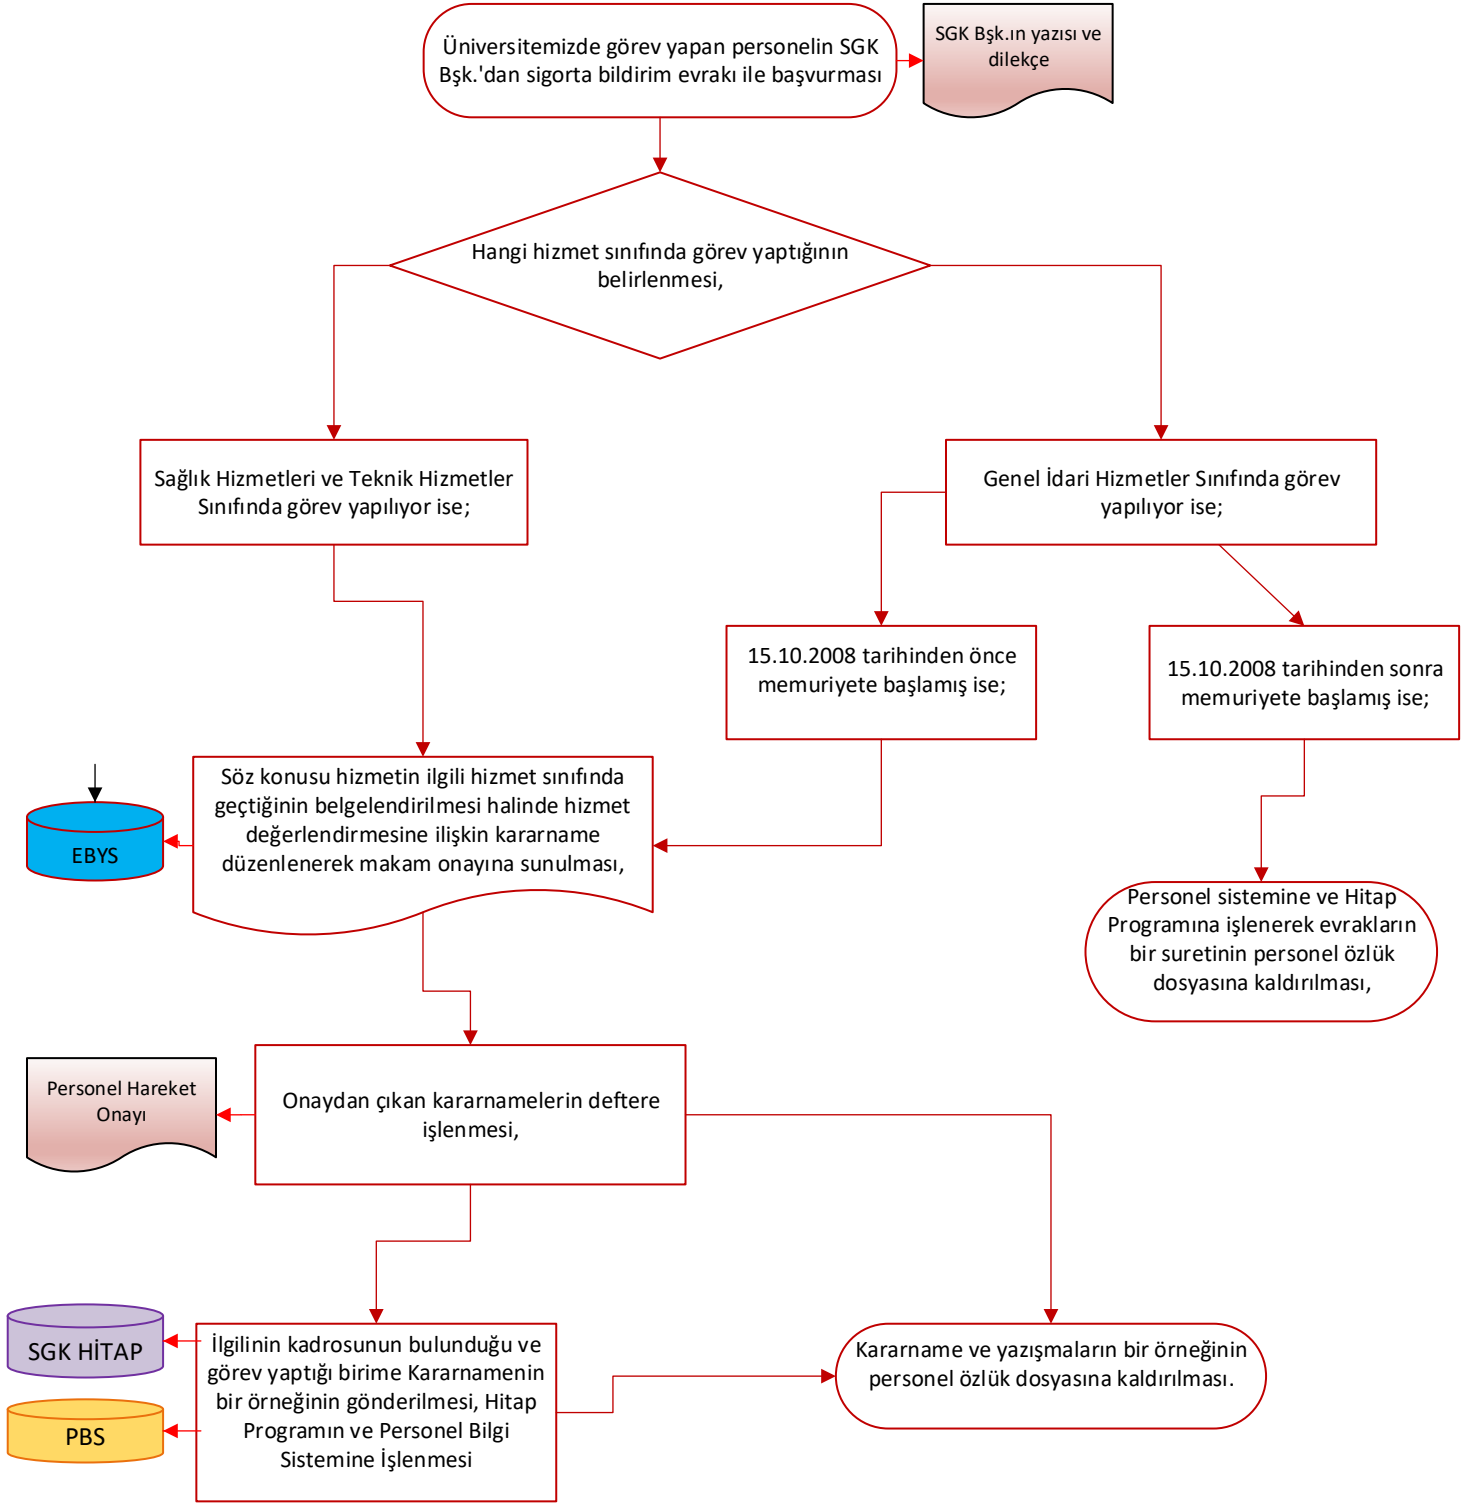 Üniversitemizde görev yapan personelin SGK
Bşk.'dan sigorta bildirim evrakı ile başvurması
SGK Bşk.ın yazısı ve
dilekçe
Hangi hizmet sınıfında görev yaptığının
belirlenmesi,
Sağlık Hizmetleri ve Teknik Hizmetler
Sınıfında görev yapılıyor ise;
Genel İdari Hizmetler Sınıfında görev
yapılıyor ise;
15.10.2008 tarihinden önce
memuriyete başlamış ise;
15.10.2008 tarihinden sonra
memuriyete başlamış ise;
Söz konusu hizmetin ilgili hizmet sınıfında
geçtiğinin belgelendirilmesi halinde hizmet
değerlendirmesine ilişkin kararname
düzenlenerek makam onayına sunulması,
EBYS
Personel sistemine ve Hitap
Programına işlenerek evrakların
bir suretinin personel özlük
dosyasına kaldırılması,
Personel Hareket
Onayı
Onaydan çıkan kararnamelerin deftere
işlenmesi,
SGK HİTAP
PBS
İlgilinin kadrosunun bulunduğu ve
görev yaptığı birime Kararnamenin
bir örneğinin gönderilmesi, Hitap
Programın ve Personel Bilgi
Sistemine İşlenmesi
Kararname ve yazışmaların bir örneğinin
personel özlük dosyasına kaldırılması.